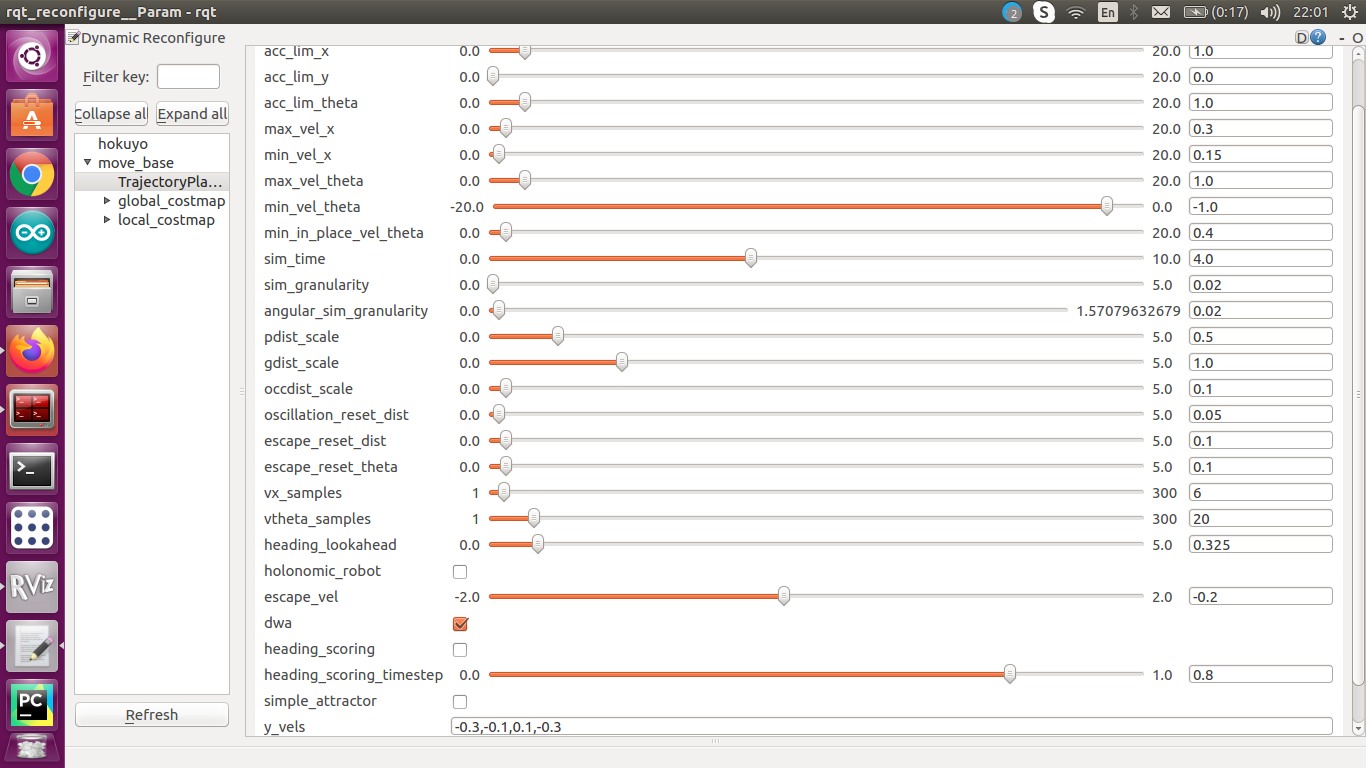 rqt_reconfigure__Param - rqt
2 S En (0:17) 22:01
Dynamic Reconfigure
D ? - O
Filter key:
Collapse al Expand all
hokuyo
move_base
TrajectoryPla...
global_costmap
local_costmap
Refresh
acc_lim_x 0.0 20.0 1.0
acc_lim_y 0.0 20.0 0.0
acc_lim_theta 0.0 20.0 1.0
max_vel_x 0.0 20.0 0.3
min_vel_x 0.0 20.0 0.15
max_vel_theta 0.0 20.0 1.0
min_vel_theta -20.0 0.0 -1.0
min_in_place_vel_theta 0.0 20.0 0.4
sim_time 0.0 10.0 4.0
sim_granularity 0.0 5.0 0.02
angular_sim_granularity 0.0 1.57079632679 0.02
pdist_scale 0.0 5.0 0.5
gdist_scale 0.0 5.0 1.0
occdist_scale 0.0 5.0 0.1
oscillation_reset_dist 0.0 5.0 0.05
escape_reset_dist 0.0 5.0 0.1
escape_reset_theta 0.0 5.0 0.1
vx_samples 1 300 6
vtheta_samples 1 300 20
heading_lookahead 0.0 5.0 0.325
holonomic_robot
escape_vel -2.0 2.0 -0.2
dwa
heading_scoring
heading_scoring_timestep 0.0 1.0 0.8
simple_attractor
y_vels -0.3,-0.1,0.1,-0.3
A
>_
RViz
PC